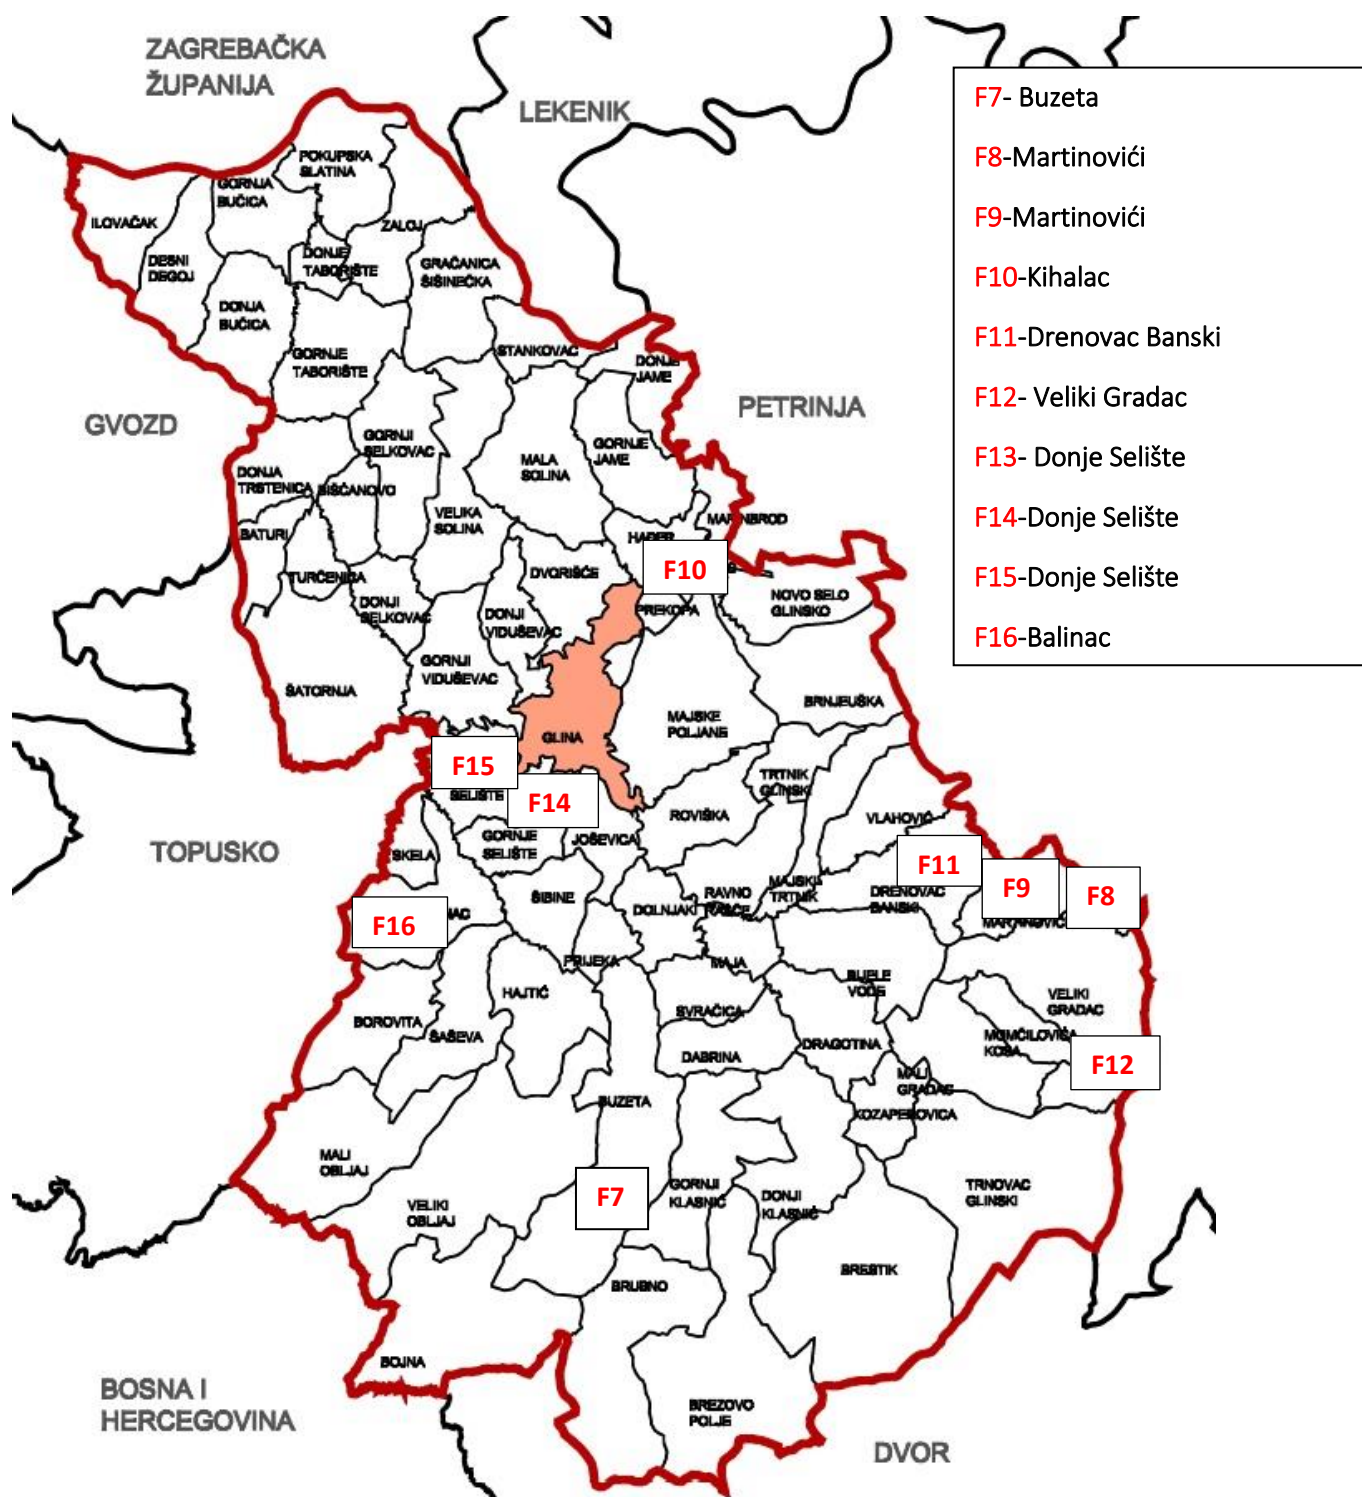 ZAGREBAČKA
ŽUPANIJA
LEKENIK
F7- Buzeta
F8-Martinovići
F9-Martinovići
F10-Kihalac
F11-Drenovac Banski
F12- Veliki Gradac
F13- Donje Selište
F14-Donje Selište
F15-Donje Selište
F16-Balinac
POKUPSKA
SLATINA
GORNJA
BUČICA
ILOVAČAK
ZALOJ
DESNI
DEGOJ
DONJE
TABORIŠTE
GRAČANICA
ŠIŠINEČKA
DONJA
BUČICA
GORNJE
TABORIŠTE
STANKOVAC
DONJE
JAME
PETRINJA
GVOZD
GORNJI
SELKOVAC
GORNJE
JAME
MALA
SOLINA
DONJA
TRSTENICA
BIŠĆANOVO
VELIKA
SOLINA
BATURI
HADER
F10
DVORIŠĆE
TURČENICA
NOVO SELO
GLINSKO
PREKOPA
DONJI
SELKOVAC
DONJI
VIDUŠEVAC
GORNJI
VIDUŠEVAC
ŠATORNJA
BRNJEUŠKA
MAJSKE
POLJANE
GLINA
F15
SELIŠTE
F14
TRTNIK
GLINSKI
ROVIŠKA
VLAHOVIĆ
GORNJE
SELIŠTE
JOŠEVICA
TOPUSKO
SKELA
F11
F9
F8
MAJSKI
TRTNIK
DRENOVAC
BANSKI
RAVNO
RAŠĆE
ŠIBINE
DOLNJAKI
F16
NAC
PRIJEKA
MAJA
BIJELE
VODE
HAJTIĆ
VELIKI
GRADAC
SVRAČICA
BOROVITA
ŠAŠEVA
MOMČILOVIĆA
KOSA
DRAGOTINA
DABRINA
F12
MALI
GRADAC
BUZETA
KOZAPEROVICA
MALI
OBLJAJ
F7
GORNJI
KLASNIĆ
DONJI
KLASNIĆ
TRNOVAC
GLINSKI
VELIKI
OBLJAJ
BRESTIK
BRUBNO
BOJNA
BOSNA I
HERCEGOVINA
BREZOVO
POLJE
DVOR